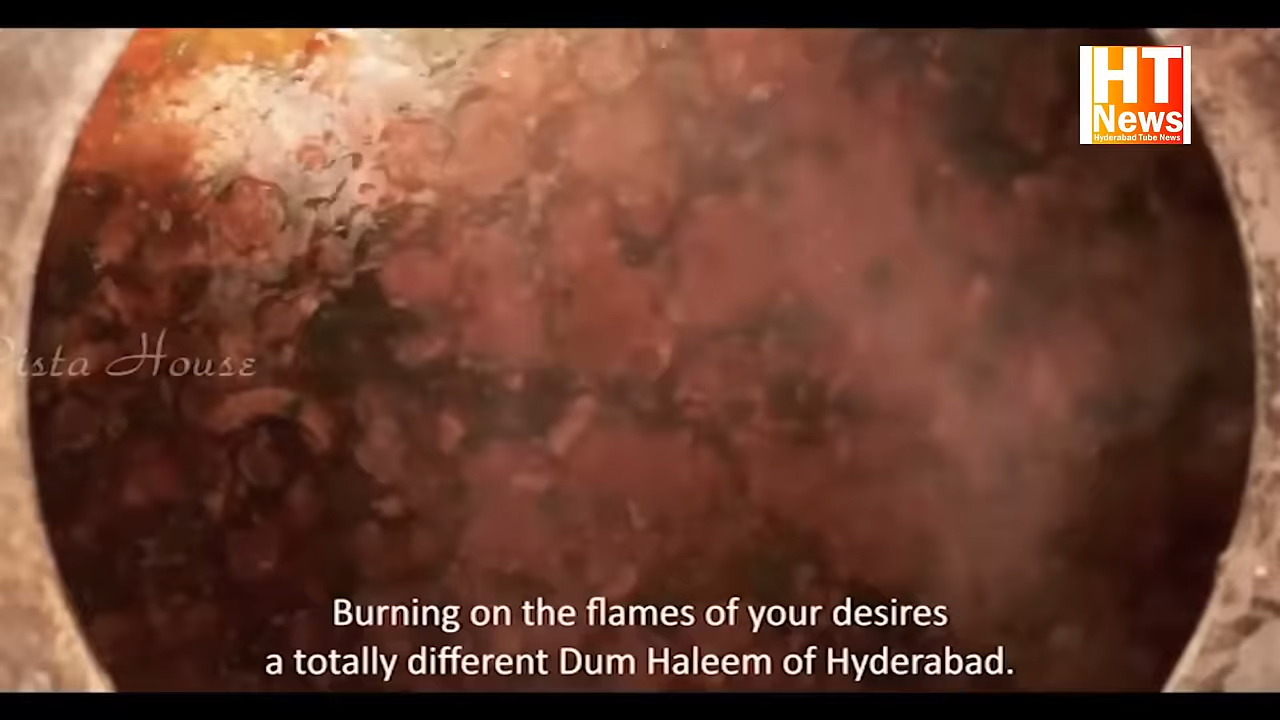 HT
News
Hyderabad Tube News
Pista House
Burning on the flames of your desires
a totally different Dum Haleem of Hyderabad.